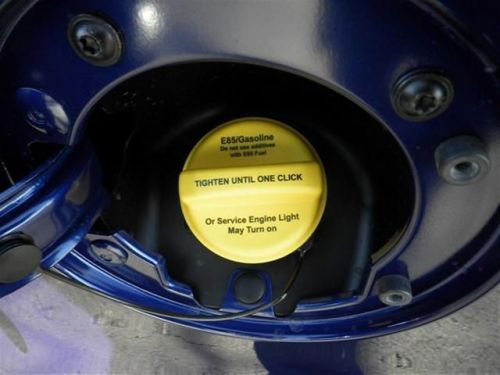 E85/Gasoline
Do not use additives
with E85 Fuel
TIGHTEN UNTIL ONE CLICK
Or Service Engine Light
May Turn on